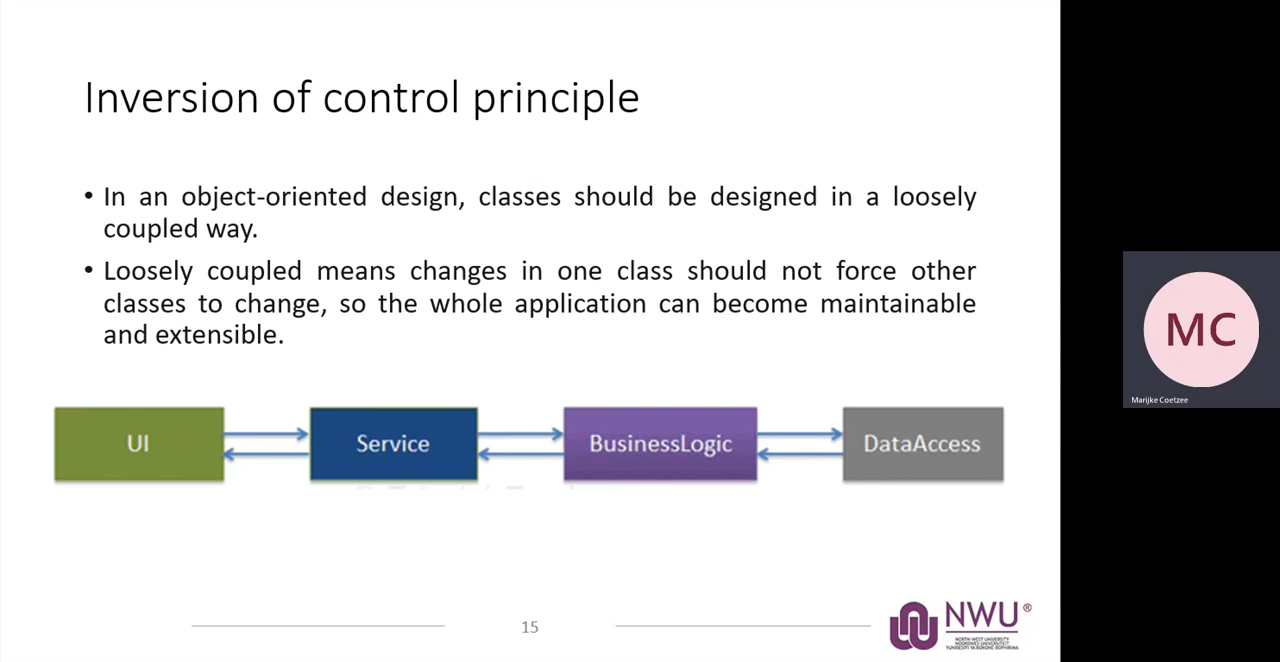 Inversion of control principle
• In an object-oriented design, classes should be designed in a loosely
coupled way.
• Loosely coupled means changes in one class should not force other
classes to change, so the whole application can become maintainable
and extensible.
UI
Service
BusinessLogic
DataAccess
15
NWU®
NORTH-WEST UNIVERSITY
NOORDWES-UNIVERSITEIT
YUNIBESITI YA BOKONE-BOPHIRIMA
MC
Marijke Coetzee